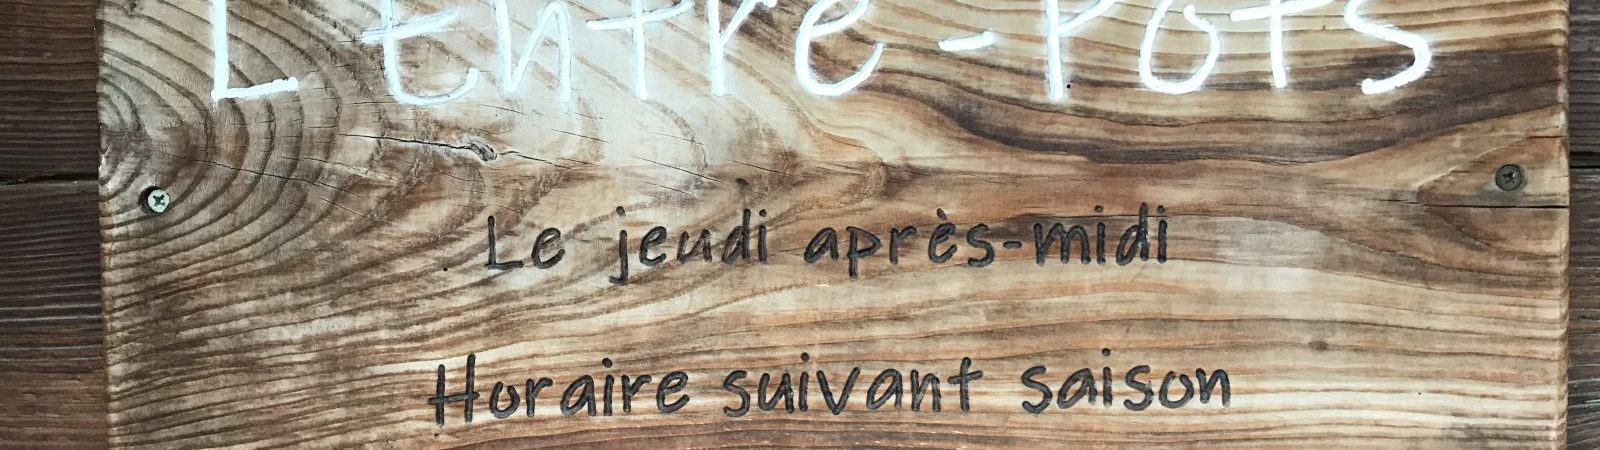 L'Entre-Pots
Le jeudi après-midi
Horaire suivant saison